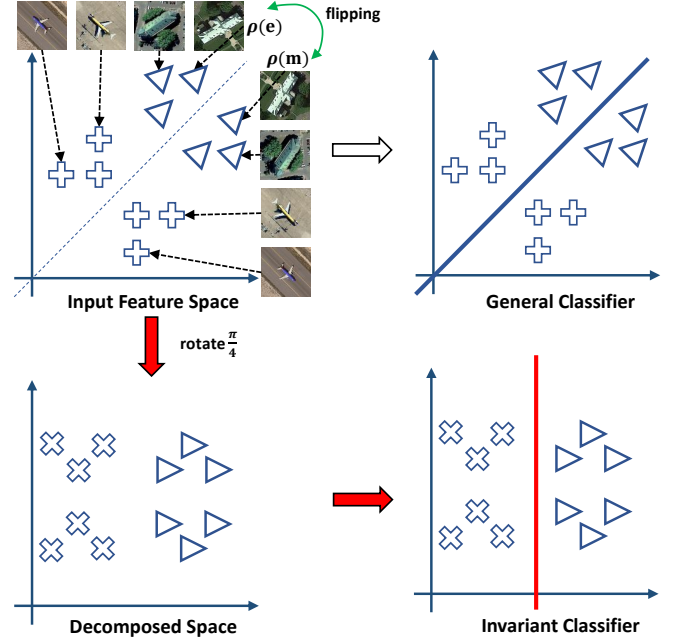 flipping
ρ(e)
ρ(m)
Input Feature Space
General Classifier
rotate π/4
Decomposed Space
Invariant Classifier